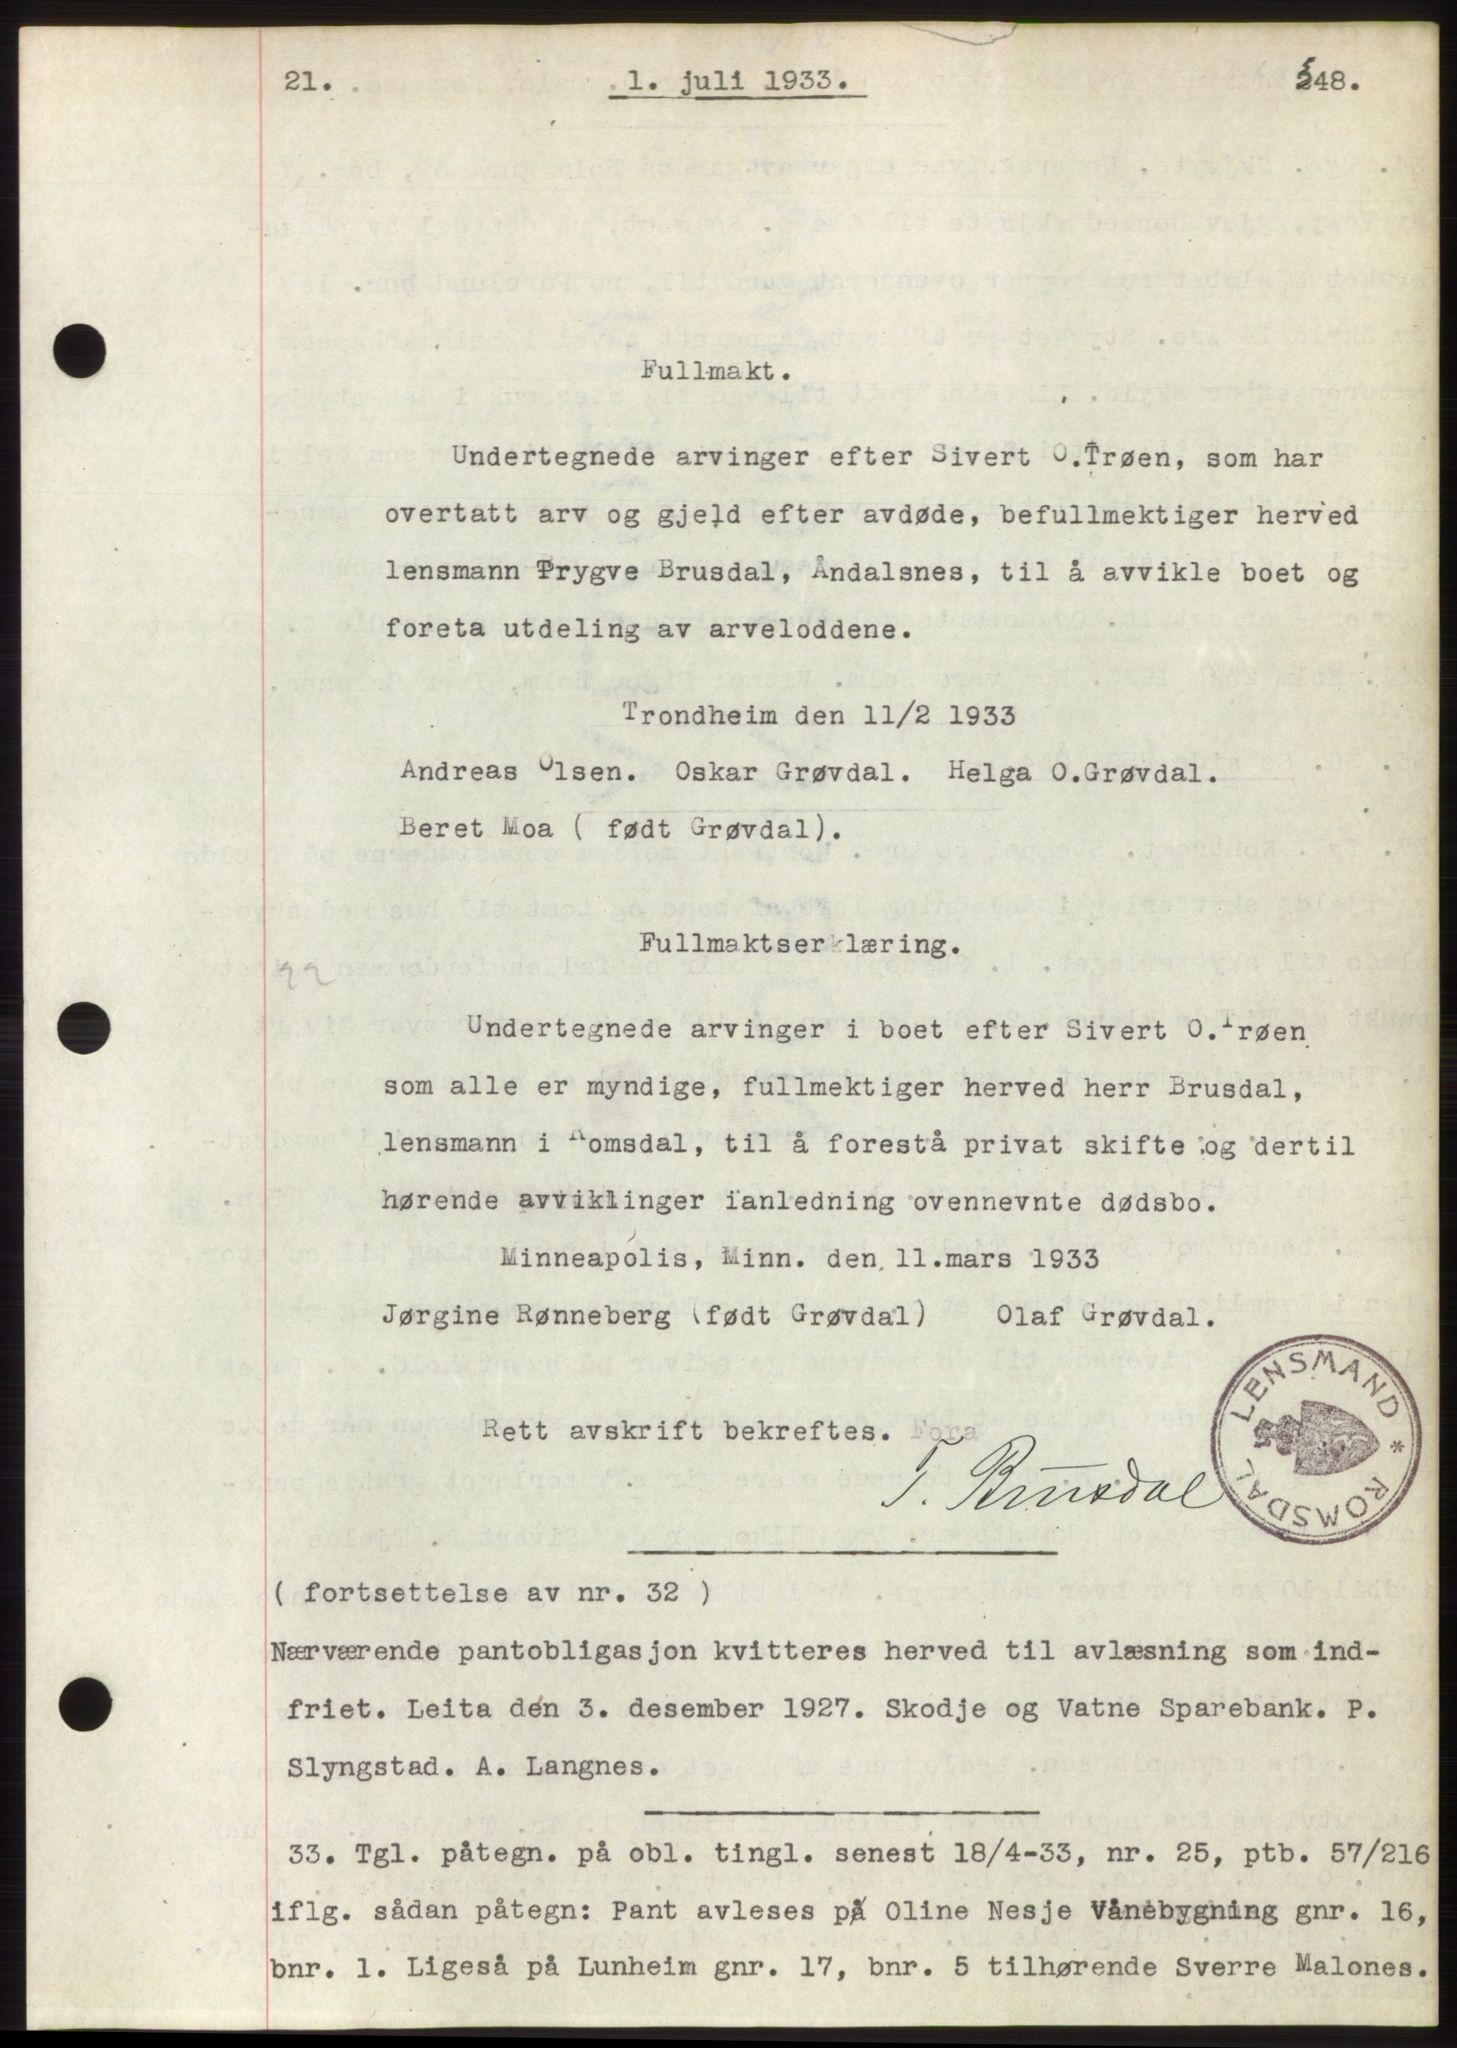 21. 1. juli 1933. 548.
Fullmakt.
Undertegnede arvinger efter Sivert O.Trøen, som har
overtatt arv og gjeld efter avdøde, befullmektiger herved
lensmann Trygve Brusdal, Åndalsnes, til å avvikle boet og
foreta utdeling av arveloddene.
Trondheim den 11/2 1933
Andreas Olsen. Oskar Grøvdal. Helga O.Grøvdal.
Beret Moa ( født Grøvdal).
Fullmaktserklæring.
Undertegnede arvinger i boet efter Sivert O.Trøen
som alle er myndige, fullmektiger herved herr Brusdal,
lensmann i Romsdal, til å forestå privat skifte og dertil
hørende avviklinger ianledning ovennevnte dødsbo.
Minneapolis, Minn. den 11.mars 1933
Jørgine Rønneberg (født Grøvdal) Olaf Grøvdal.
Rett avskrift bekreftes. Fora
T. Brusdal
LENSMAND * ROMSDAL
( fortsettelse av nr. 32 )
Nærværende pantobligasjon kvitteres herved til avlæsning som ind-
friet. Leita den 3. desember 1927. Skodje og Vatne Sparebank. P.
Slyngstad. A. Langnes.
33. Tgl. påtegn. på obl. tingl. senest 18/4-33, nr. 25, ptb. 57/216
iflg. sådan påtegn: Pant avleses på Oline Nesje Vånebygning gnr. 16,
bnr. 1. Ligeså på Lunheim gnr. 17, bnr. 5 tilhørende Sverre Malones.